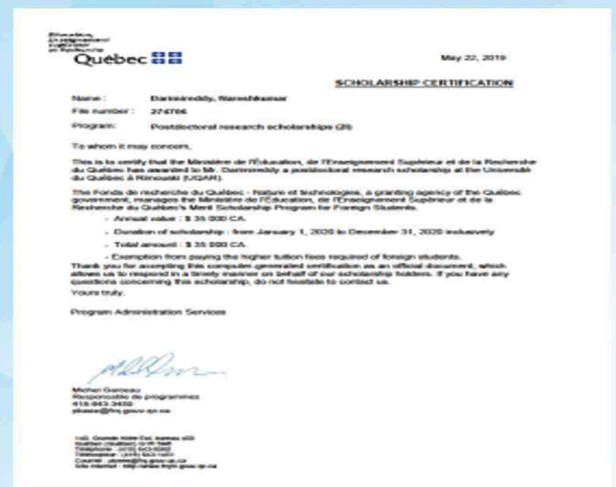 Éducation,
Enseignement
supérieur
et Recherche
Québec
May 22, 2019
SCHOLARSHIP CERTIFICATION
Name : Darmireddy, Nareshkumar
File number : 274706
Program: Postdoctoral research scholarships
To whom it may concern,
This is to certify that the Ministère de l'Éducation, de l'Enseignement Supérieur et de la Recherche
du Québec has awarded to Mr. a postdoctoral research scholarship at the Université
du Québec à Rimouski (UQAR).
The Fonds de recherche du Québec - Nature et technologies, a granting agency of the Québec
government, manages the Ministère de l'Éducation, de l'Enseignement Supérieur et de la
Recherche du Québec's Merit Scholarship Program for Foreign Students.
- Annual value : $ 35 000 CA.
- Duration of scholarship : from January 1, 2020 to December 31, 2020 inclusively
- Total amount : $ 35 000 CA.
- Exemption from paying the higher tuition fees required of foreign students.
Thank you for accepting this computer-generated certification as an official document, which
allows us to respond in a timely manner on behalf of our scholarship holders. If you have any
questions concerning this scholarship, do not hesitate to contact us.
Yours truly,
Program Administration Services
Michel Garceau
Responsable de programmes